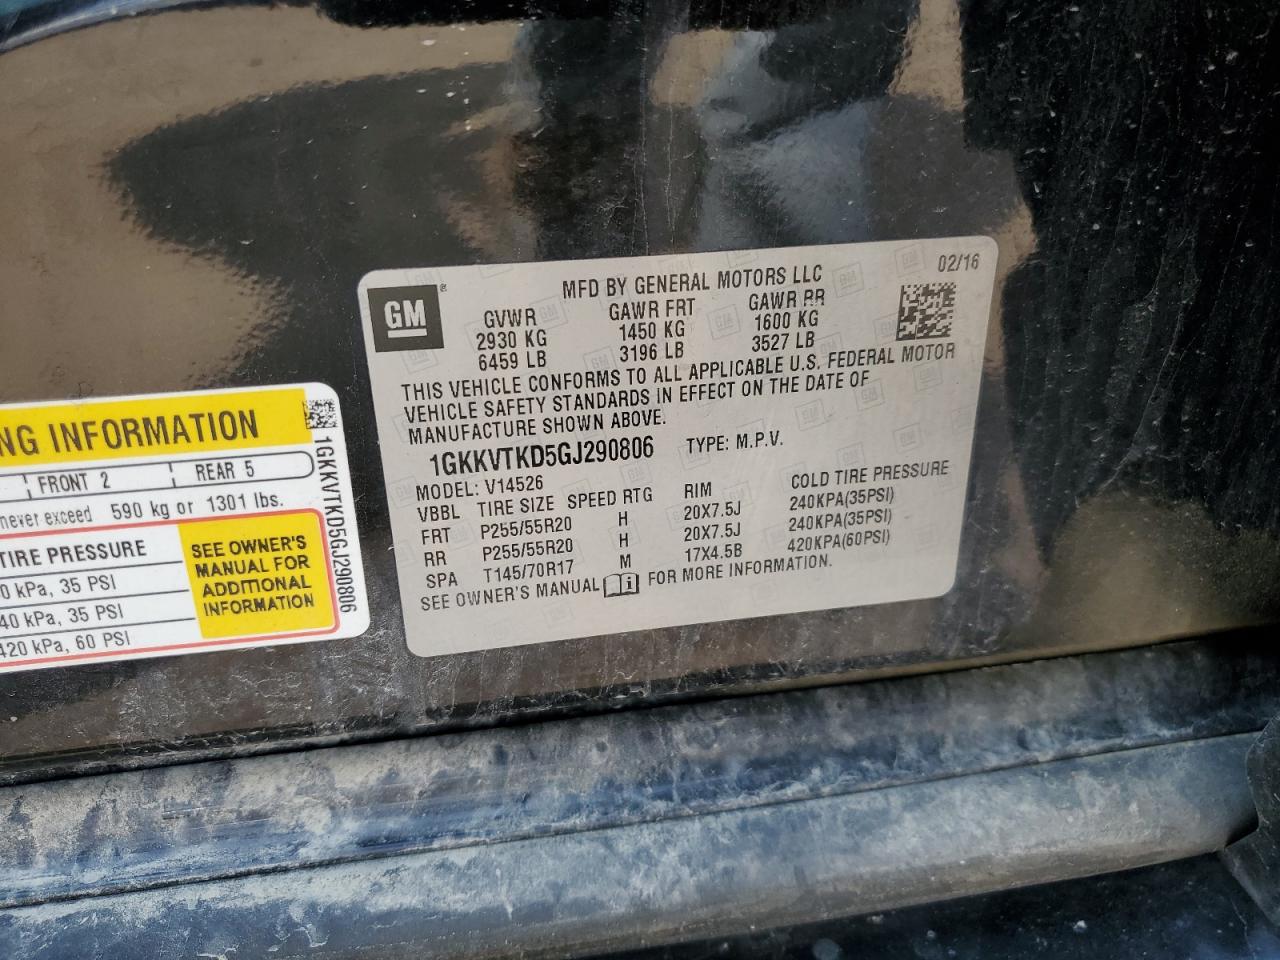 NG INFORMATION
FRONT 2 REAR 5
never exceed 590 kg or 1301 lbs.
TIRE PRESSURE
0 kPa, 35 PSI
40 kPa, 35 PSI
420 kPa, 60 PSI
SEE OWNER'S
MANUAL FOR
ADDITIONAL
INFORMATION
1GKKVTKD5GJ290806
GM®
MFD BY GENERAL MOTORS LLC 02/16
GVWR GAWR FRT GAWR RR
2930 KG 1450 KG 1600 KG
6459 LB 3196 LB 3527 LB
THIS VEHICLE CONFORMS TO ALL APPLICABLE U.S. FEDERAL MOTOR
VEHICLE SAFETY STANDARDS IN EFFECT ON THE DATE OF
MANUFACTURE SHOWN ABOVE.
1GKKVTKD5GJ290806 TYPE: M.P.V.
MODEL: V14526
VBBL TIRE SIZE SPEED RTG RIM COLD TIRE PRESSURE
FRT P255/55R20 H 20X7.5J 240KPA(35PSI)
RR P255/55R20 H 20X7.5J 240KPA(35PSI)
SPA T145/70R17 M 17X4.5B 420KPA(60PSI)
SEE OWNER'S MANUAL FOR MORE INFORMATION.